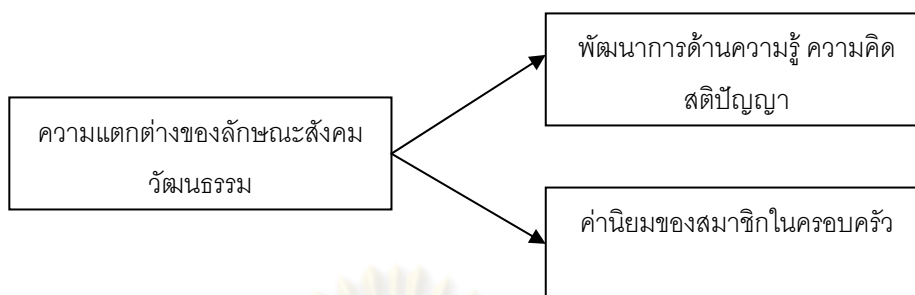 พัฒนาการด้านความรู้ ความคิด
สติปัญญา
ความแตกต่างของลักษณะสังคม
วัฒนธรรม
ค่านิยมของสมาชิกในครอบครัว